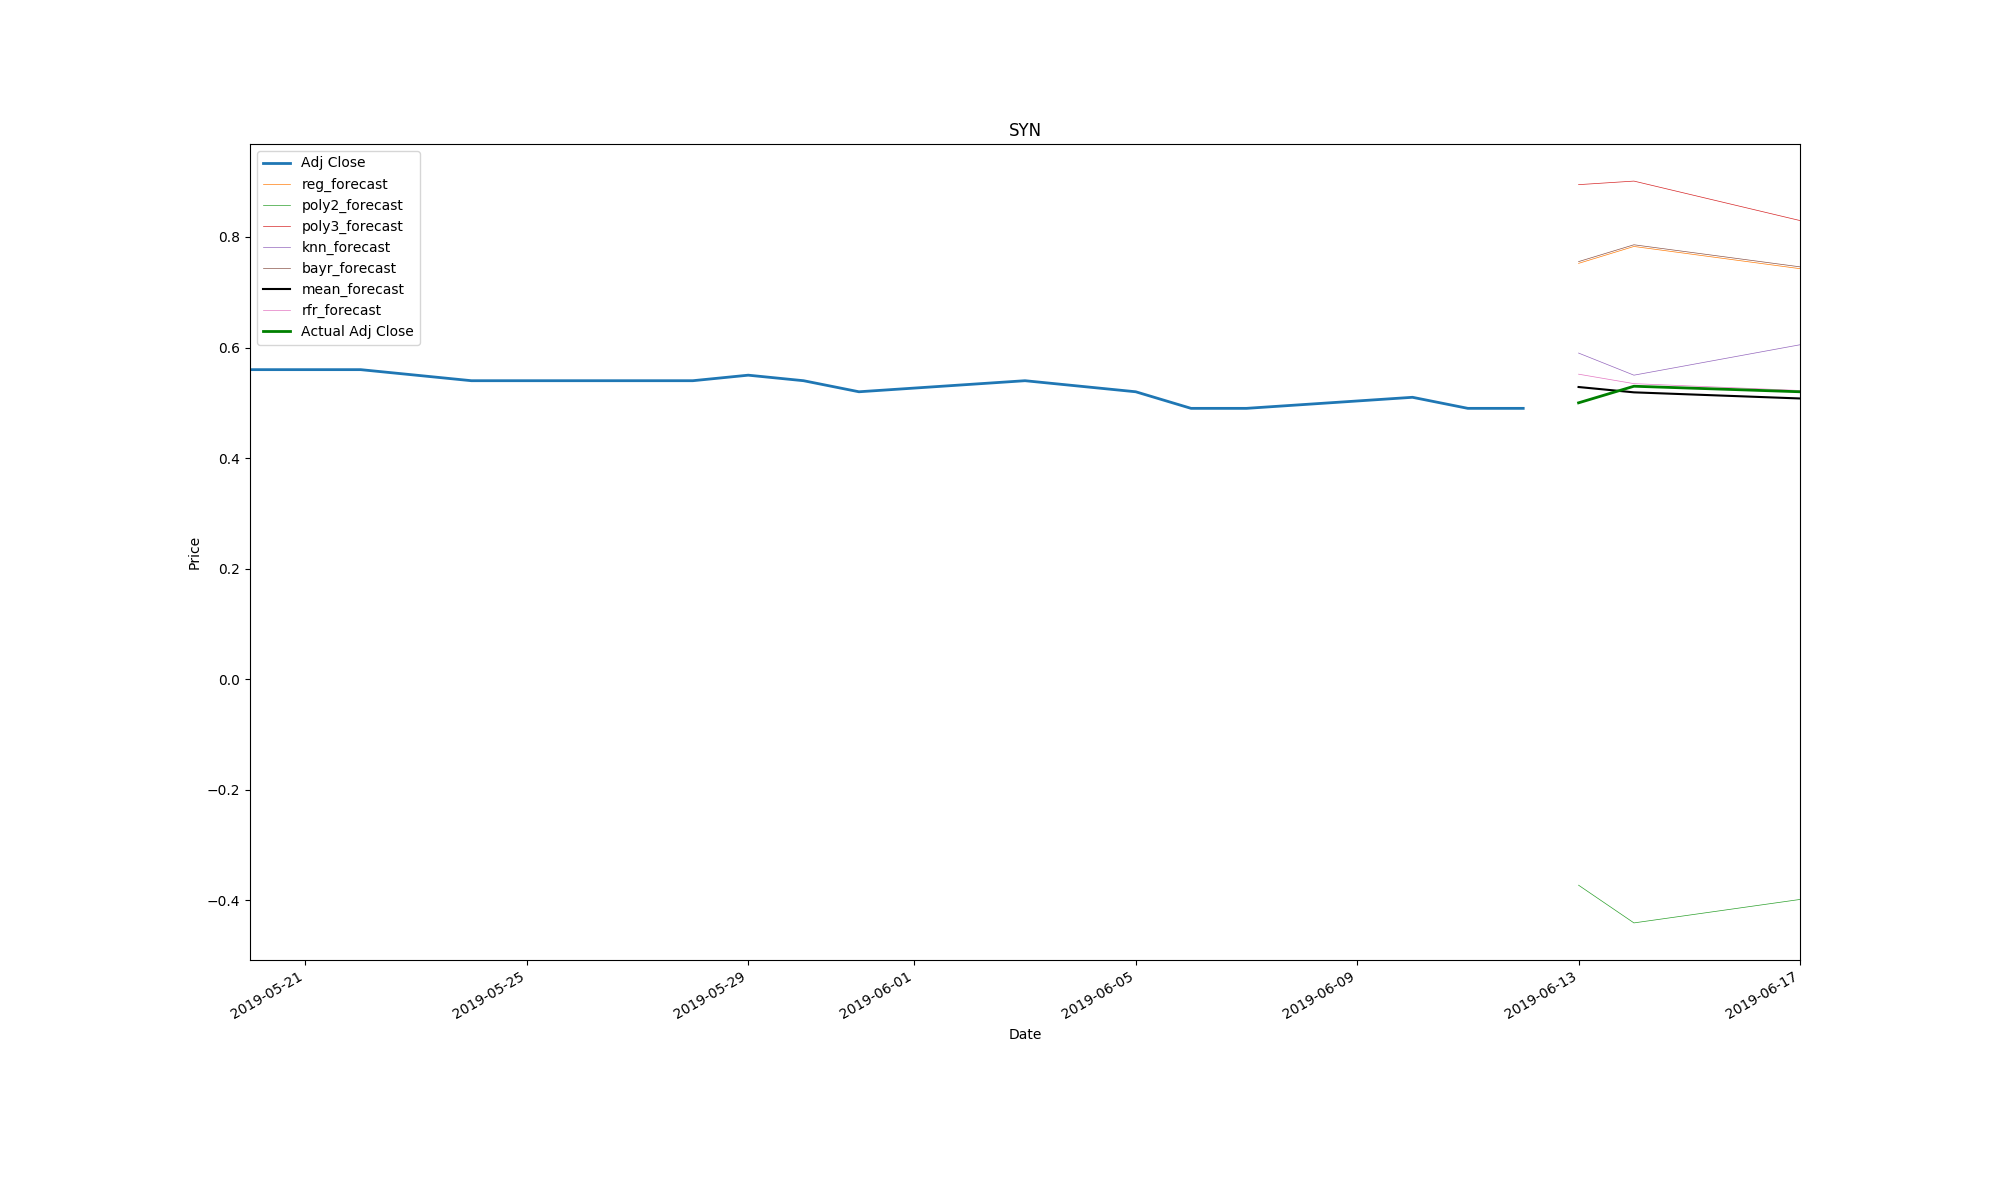 SYN
Adj Close
reg_forecast
poly2_forecast
poly3_forecast
knn_forecast
bayr_forecast
mean_forecast
rfr_forecast
Actual Adj Close
0.8
0.6
0.4
0.2
0.0
−0.2
−0.4
Price
2019-05-21
2019-05-25
2019-05-29
2019-06-01
2019-06-05
2019-06-09
2019-06-13
2019-06-17
Date